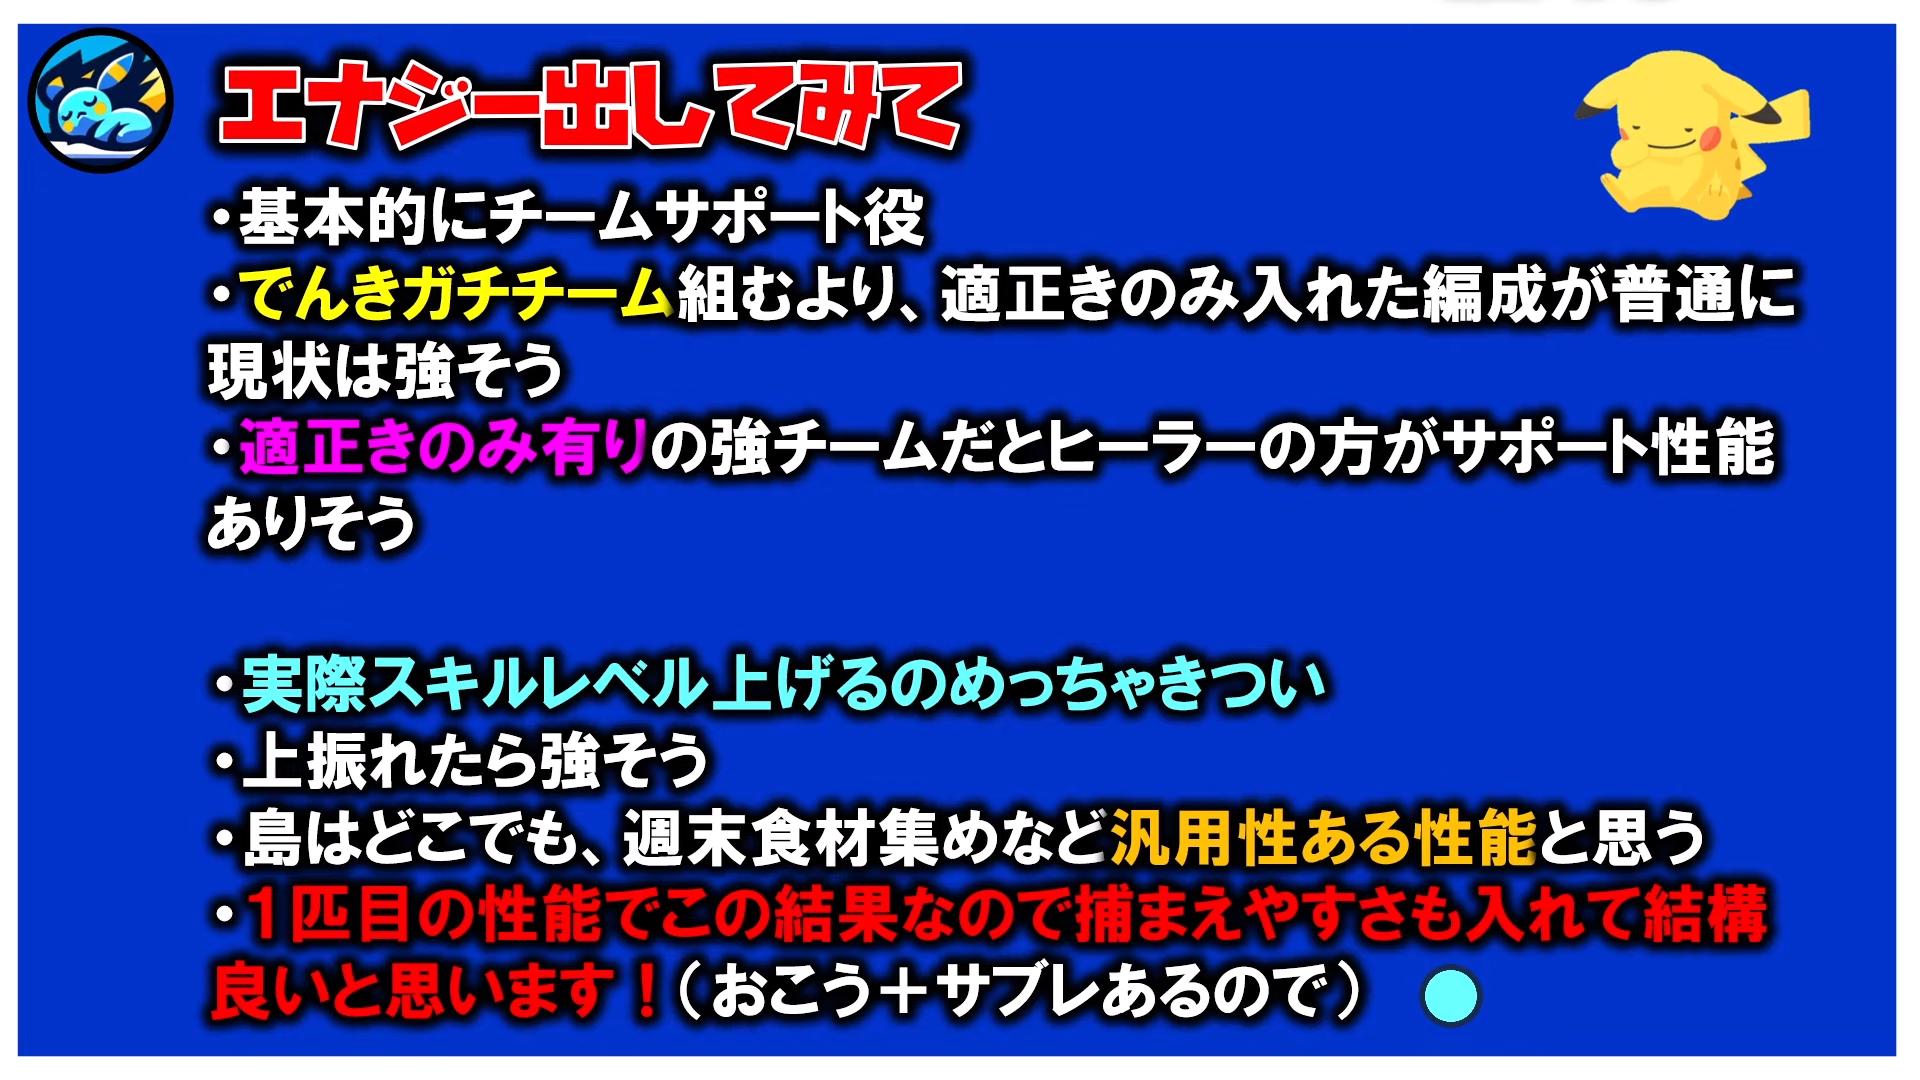 エナジー出してみて
・基本的にチームサポート役
・でんきガチチーム組むより、適正きのみ入れた編成が普通に
現状は強そう
・適正きのみ有りの強チームだとヒーラーの方がサポート性能
ありそう
・実際スキルレベル上げるのめっちゃきつい
・上振れたら強そう
・島はどこでも、週末食材集めなど汎用性ある性能と思う
・１匹目の性能でこの結果なので捕まえやすさも入れて結構
良いと思います！（おこう＋サブレあるので）